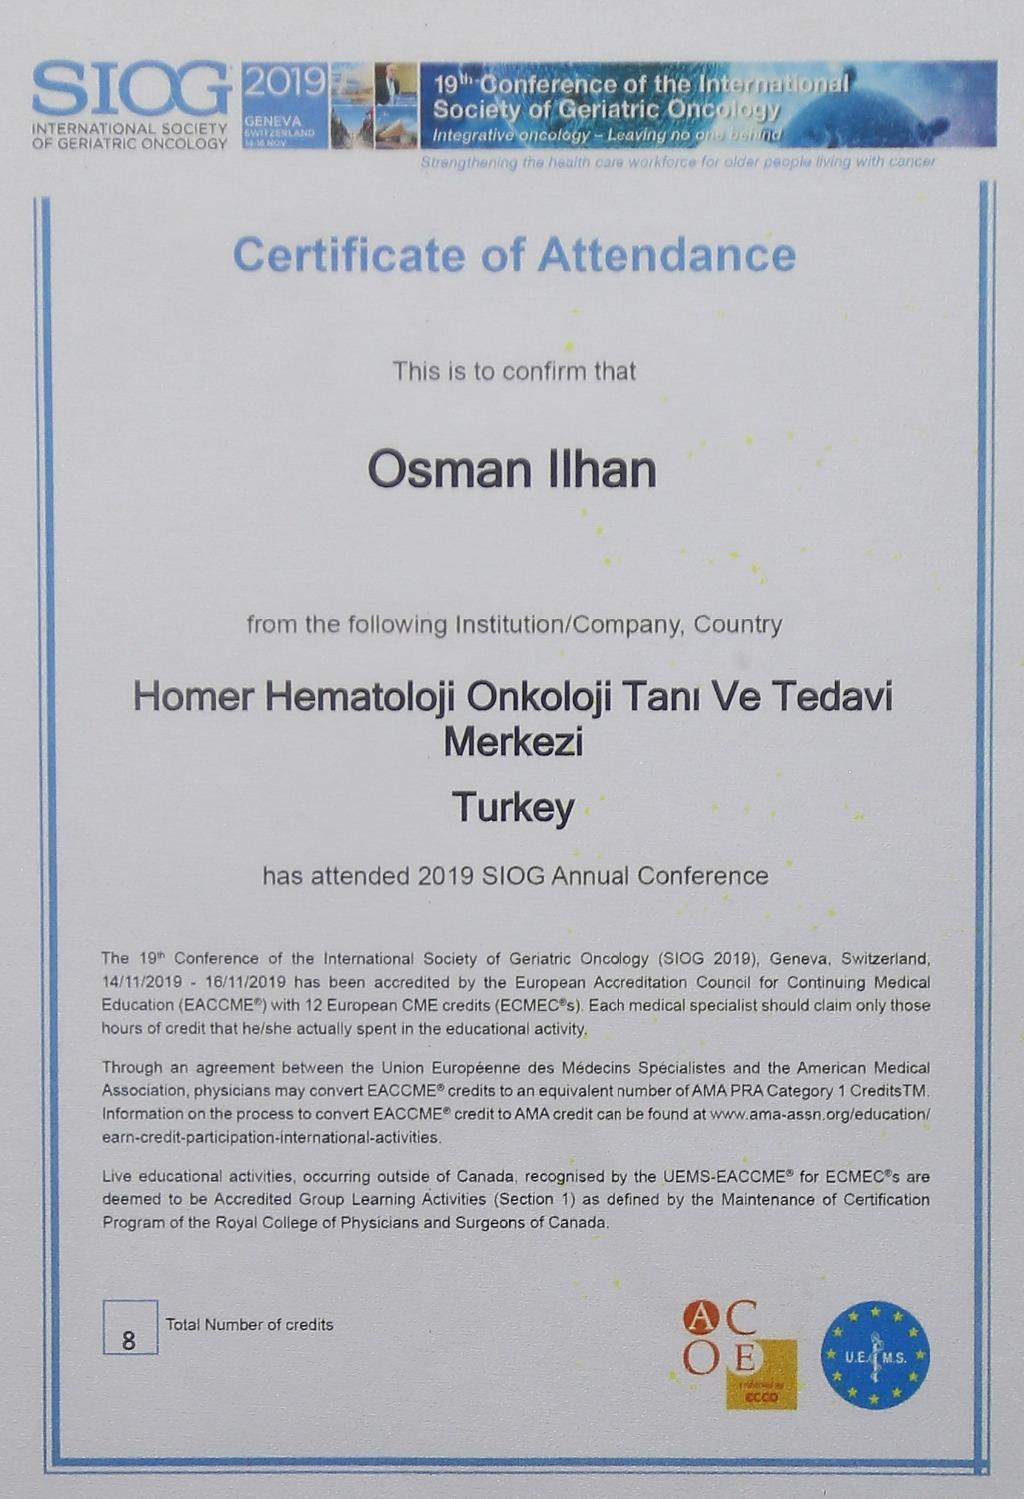 SIOG
INTERNATIONAL SOCIETY
OF GERIATRIC ONCOLOGY
2019
GENEVA
SWITZERLAND
14-16 NOV
19th Conference of the International
Society of Geriatric Oncology
Integrative oncology – Leaving no one behind
Strengthening the health care workforce for older people living with cancer
Certificate of Attendance
This is to confirm that
Osman Ilhan
from the following Institution/Company, Country
Homer Hematoloji Onkoloji Tanı Ve Tedavi
Merkezi
Turkey
has attended 2019 SIOG Annual Conference
The 19th Conference of the International Society of Geriatric Oncology (SIOG 2019), Geneva, Switzerland,
14/11/2019 - 16/11/2019 has been accredited by the European Accreditation Council for Continuing Medical
Education (EACCME®) with 12 European CME credits (ECMEC®s). Each medical specialist should claim only those
hours of credit that he/she actually spent in the educational activity.
Through an agreement between the Union Européenne des Médecins Spécialistes and the American Medical
Association, physicians may convert EACCME® credits to an equivalent number of AMA PRA Category 1 CreditsTM.
Information on the process to convert EACCME® credit to AMA credit can be found at www.ama-assn.org/education/
earn-credit-participation-international-activities.
Live educational activities, occurring outside of Canada, recognised by the UEMS-EACCME® for ECMEC®s are
deemed to be Accredited Group Learning Activities (Section 1) as defined by the Maintenance of Certification
Program of the Royal College of Physicians and Surgeons of Canada.
8 Total Number of credits
A C
O E
ECCO
U.E. M.S.